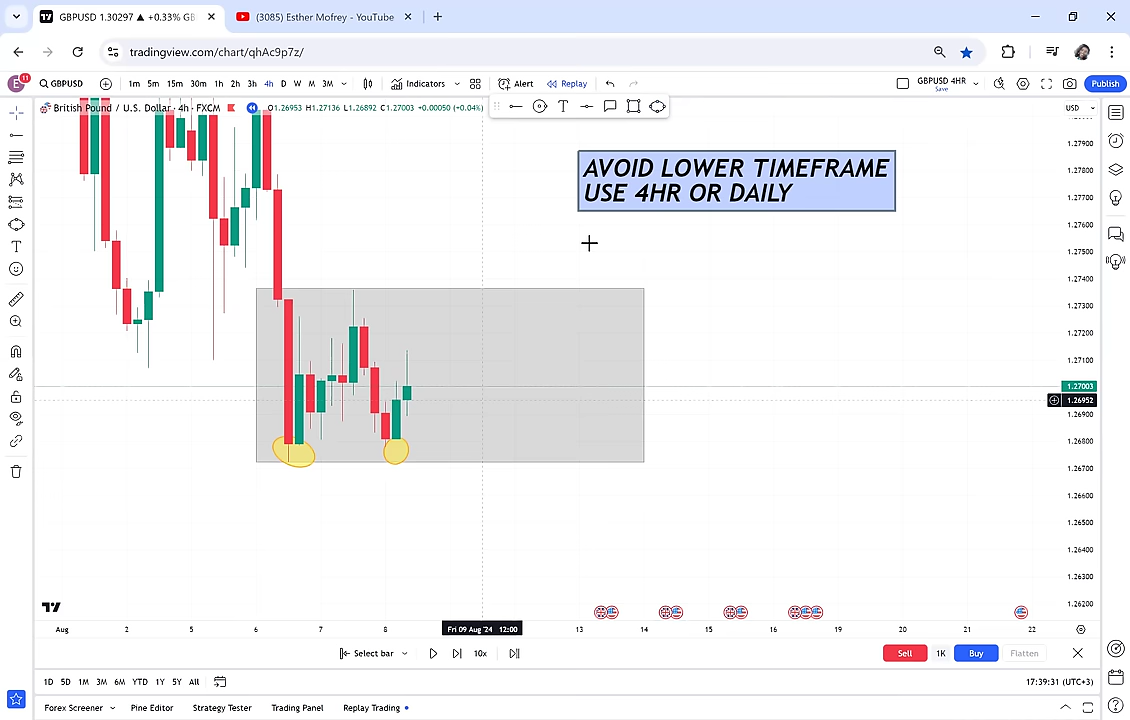 GBPUSD 1.30297 ▲ +0.33% GB
(3085) Esther Mofrey - YouTube
tradingview.com/chart/qhAc9p7z/
E 11 GBPUSD 1m 5m 15m 30m 1h 2h 3h 4h D W M 3M Indicators Alert Replay GBPUSD 4HR Save Publish
British Pound / U.S. Dollar · 4h · FXCM O1.26953 H1.27136 L1.26892 C1.27003 +0.00050 (+0.04%)
USD
AVOID LOWER TIMEFRAME
USE 4HR OR DAILY
1.27900
1.27800
1.27700
1.27600
1.27500
1.27400
1.27300
1.27200
1.27100
1.27003
1.26952
1.26900
1.26800
1.26700
1.26600
1.26500
1.26400
1.26300
1.26200
Aug 2 5 6 7 8 Fri 09 Aug '24 12:00 13 14 15 16 19 20 21 22
Select bar 10x Sell 1K Buy Flatten
1D 5D 1M 3M 6M YTD 1Y 5Y All 17:39:31 (UTC+3)
Forex Screener Pine Editor Strategy Tester Trading Panel Replay Trading